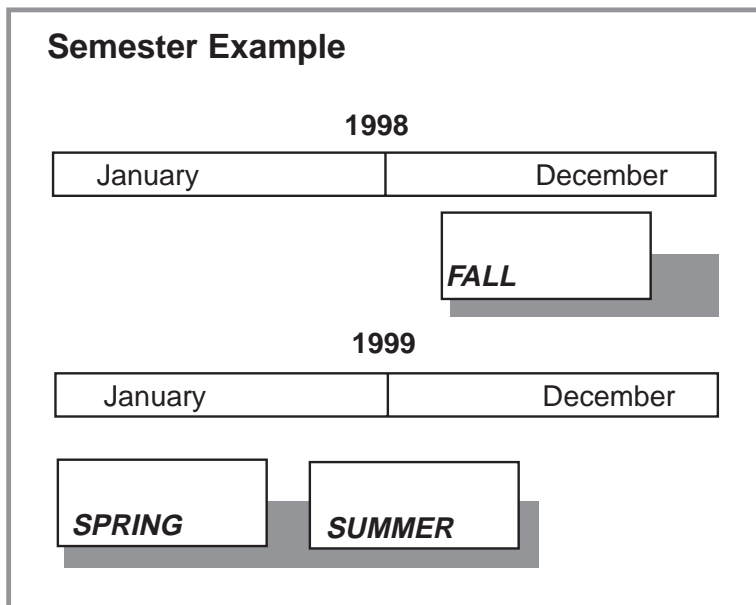 Semester Example
1998
January December
FALL
1999
January December
SPRING SUMMER